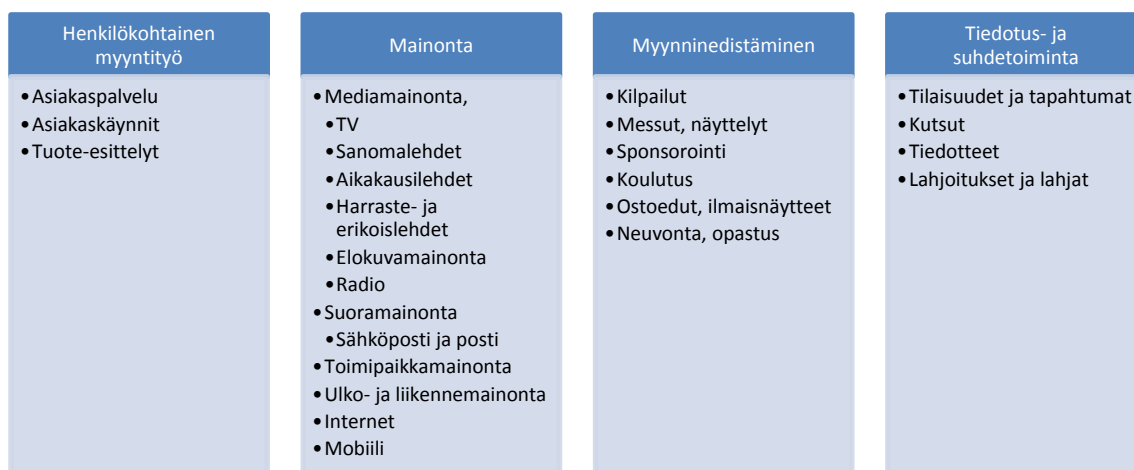 Henkilökohtainen
myyntityö
•Asiakaspalvelu
•Asiakaskäynnit
•Tuote-esittelyt
Mainonta
•Mediamainonta,
•TV
•Sanomalehdet
•Aikakausilehdet
•Harraste- ja
erikoislehdet
•Elokuvamainonta
•Radio
•Suoramainonta
•Sähköposti ja posti
•Toimipaikkamainonta
•Ulko- ja liikennemainonta
•Internet
•Mobiili
Myynninedistäminen
•Kilpailut
•Messut, näyttelyt
•Sponsorointi
•Koulutus
•Ostoedut, ilmaisnäytteet
•Neuvonta, opastus
Tiedotus- ja
suhdetoiminta
•Tilaisuudet ja tapahtumat
•Kutsut
•Tiedotteet
•Lahjoitukset ja lahjat